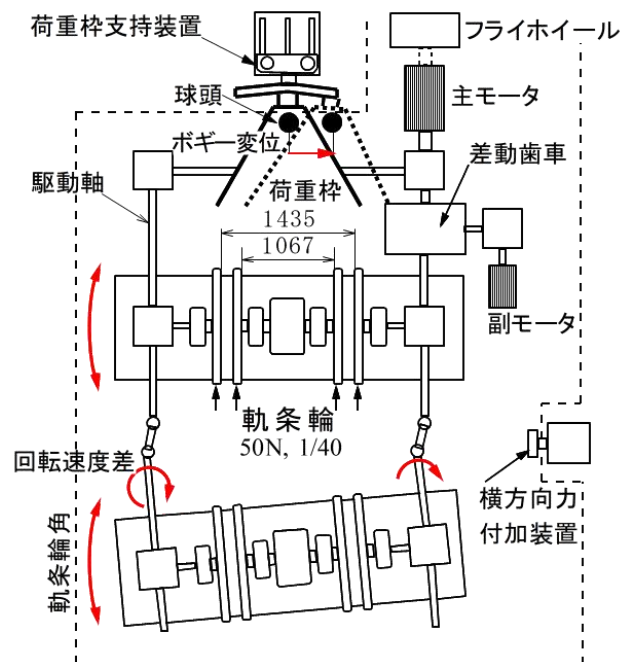 荷重枠支持装置
フライホイール
球頭
主モータ
ボギー変位
差動歯車
荷重枠
駆動軸
1435
1067
副モータ
軌条輪
50N, 1/40
回転速度差
横方向力
付加装置
軌条輪角